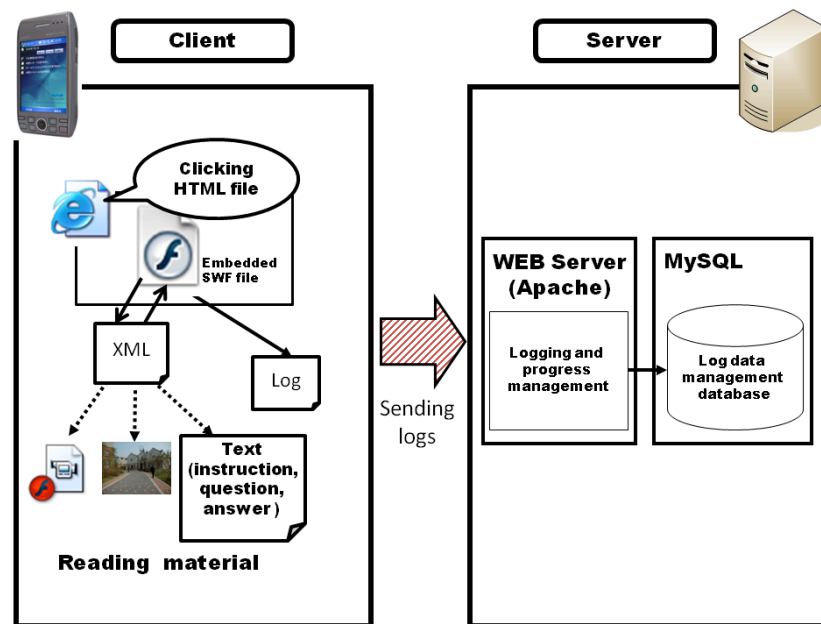 Client
Server
Clicking
HTML file
Embedded
SWF file
XML
Log
Text
(instruction,
question,
answer)
Reading material
Sending
logs
WEB Server
(Apache)
Logging and
progress
management
MySQL
Log data
management
database